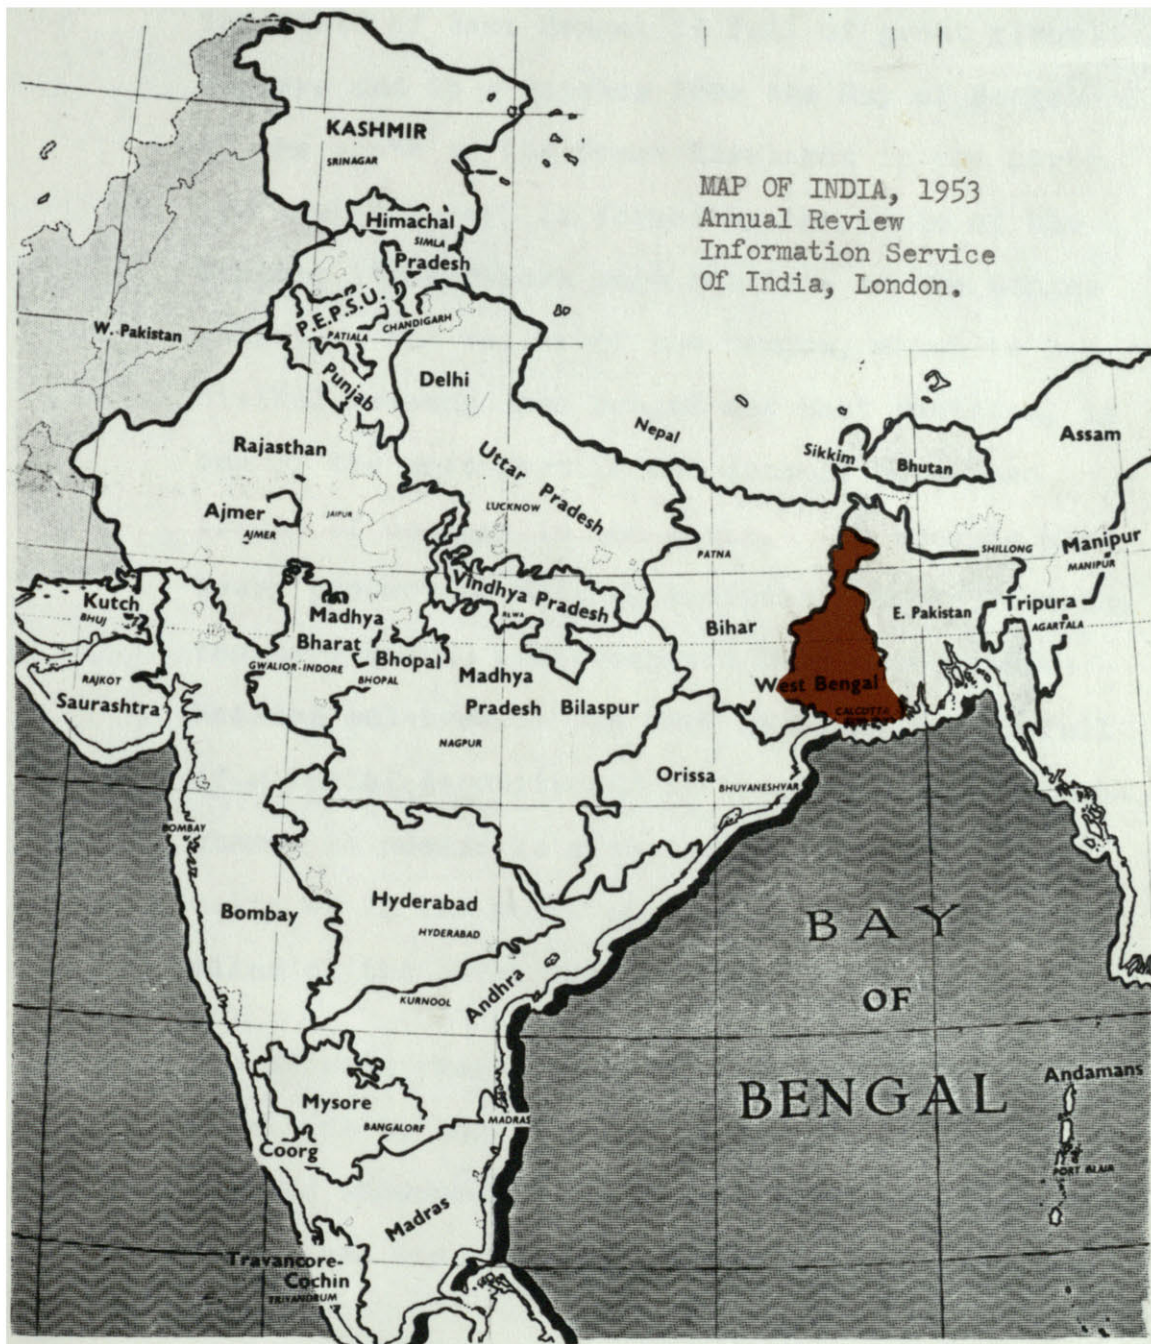 MAP OF INDIA, 1953
Annual Review
Information Service
Of India, London.
KASHMIR
SRINAGAR
Himachal
SIMLA
Pradesh
P.E.P.S.U.
PATIALA
CHANDIGARH
W. Pakistan
Punjab
Delhi
Nepal
Sikkim
Bhutan
Assam
Rajasthan
Uttar Pradesh
LUCKNOW
Ajmer
AJMER
JAIPUR
PATNA
SHILLONG
Manipur
MANIPUR
Kutch
BHUJ
Madhya
Bharat
GWALIOR-INDORE
Vindhya Pradesh
Bhopal
BHOPAL
Bihar
E. Pakistan
Tripura
AGARTALA
RAJKOT
Saurashtra
Madhya
Pradesh
Bilaspur
NAGPUR
West Bengal
CALCUTTA
Orissa
BHUVANESHVAR
BOMBAY
Bombay
Hyderabad
HYDERABAD
KURNOOL
Andhra
BAY
OF
BENGAL
Andamans
PORT BLAIR
Mysore
BANGALORE
MADRAS
Coorg
Madras
Travancore-
Cochin
TRIVANDRUM